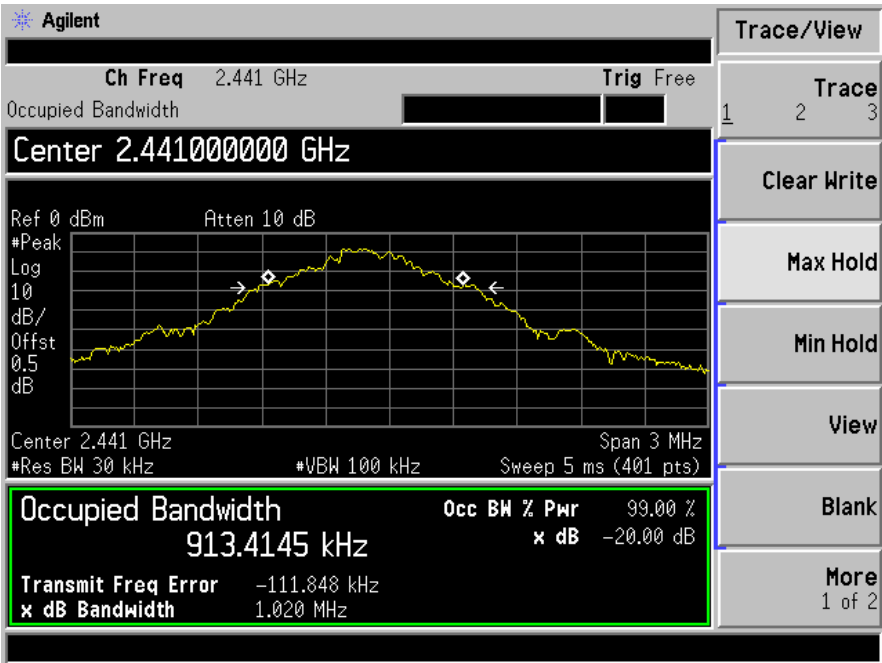 Agilent
Trace/View
Ch Freq 2.441 GHz Trig Free
Occupied Bandwidth
Trace
1 2 3
Center 2.441000000 GHz
Clear Write
Ref 0 dBm Atten 10 dB
#Peak
Log
10
dB/
Offst
0.5
dB
Max Hold
Min Hold
View
Center 2.441 GHz Span 3 MHz
#Res BW 30 kHz #VBW 100 kHz Sweep 5 ms (401 pts)
Occupied Bandwidth
913.4145 kHz
Occ BW % Pwr 99.00 %
x dB -20.00 dB
Blank
Transmit Freq Error -111.848 kHz
x dB Bandwidth 1.020 MHz
More
1 of 2